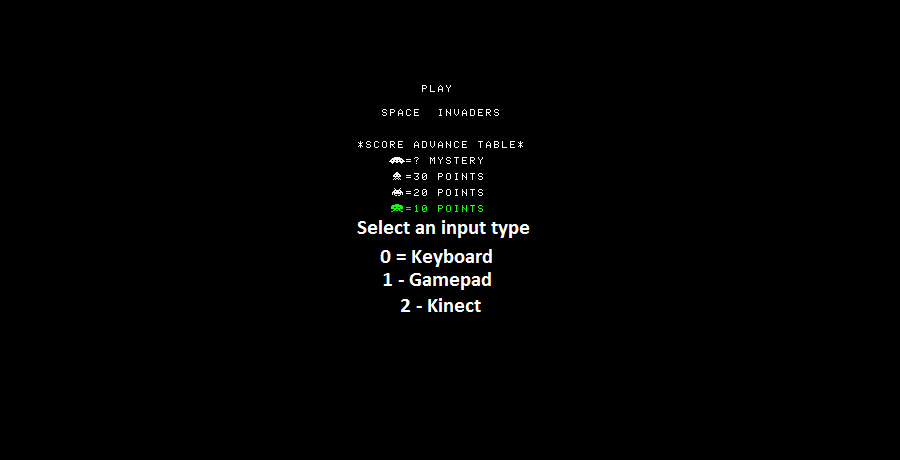 PLAY
SPACE INVADERS
*SCORE ADVANCE TABLE*
=? MYSTERY
=30 POINTS
=20 POINTS
=10 POINTS
Select an input type
0 = Keyboard
1 - Gamepad
2 - Kinect